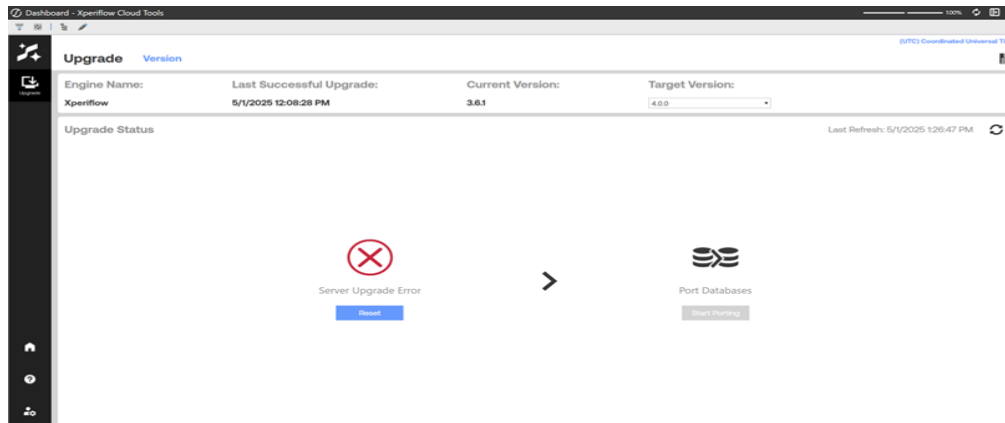 Dashboard - Xperiflow Cloud Tools
100%
(UTC) Coordinated Universal Ti
Upgrade Version
Upgrade
Engine Name: Last Successful Upgrade: Current Version: Target Version:
Xperiflow 5/1/2025 12:08:28 PM 3.6.1 4.0.0
Upgrade Status Last Refresh: 5/1/2025 1:26:47 PM
Server Upgrade Error Port Databases
Reset Start Porting